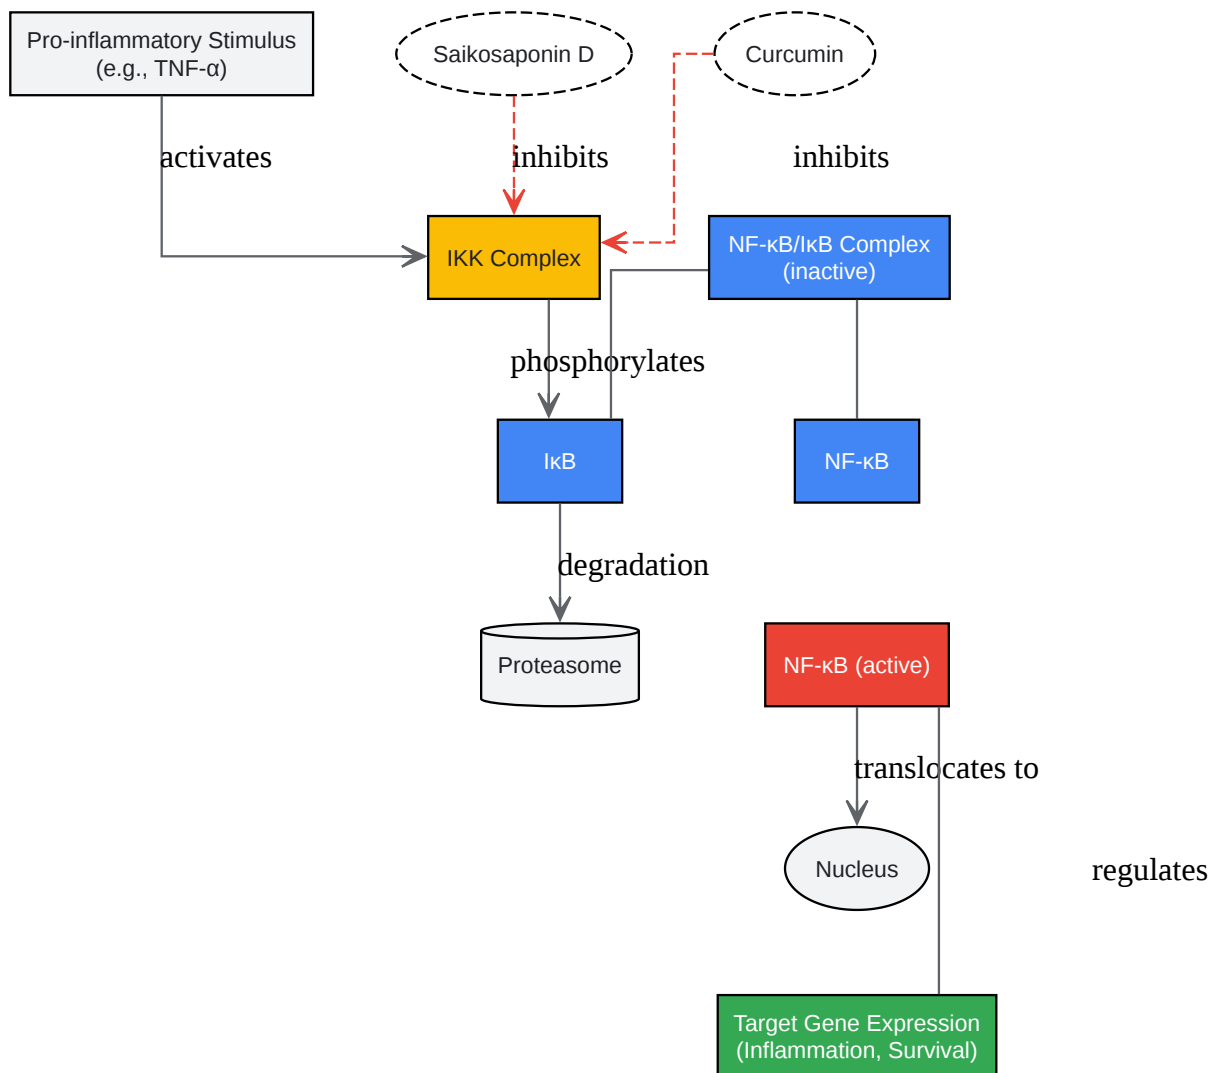 Pro-inflammatory Stimulus
(e.g., TNF-α)
Saikosaponin D
Curcumin
activates
inhibits
inhibits
IKK Complex
NF-κB/IκB Complex
(inactive)
phosphorylates
IκB
NF-κB
degradation
Proteasome
NF-κB (active)
translocates to
Nucleus
regulates
Target Gene Expression
(Inflammation, Survival)